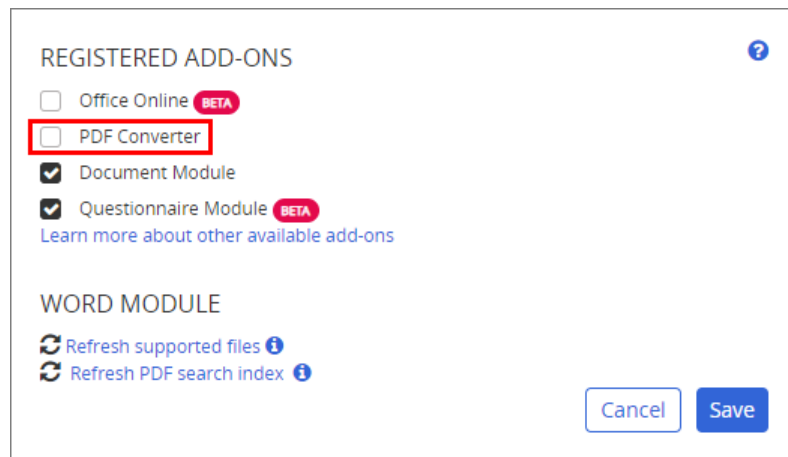 REGISTERED ADD-ONS
Office Online BETA
PDF Converter
Document Module
Questionnaire Module BETA
Learn more about other available add-ons
WORD MODULE
Refresh supported files
Refresh PDF search index
Cancel Save